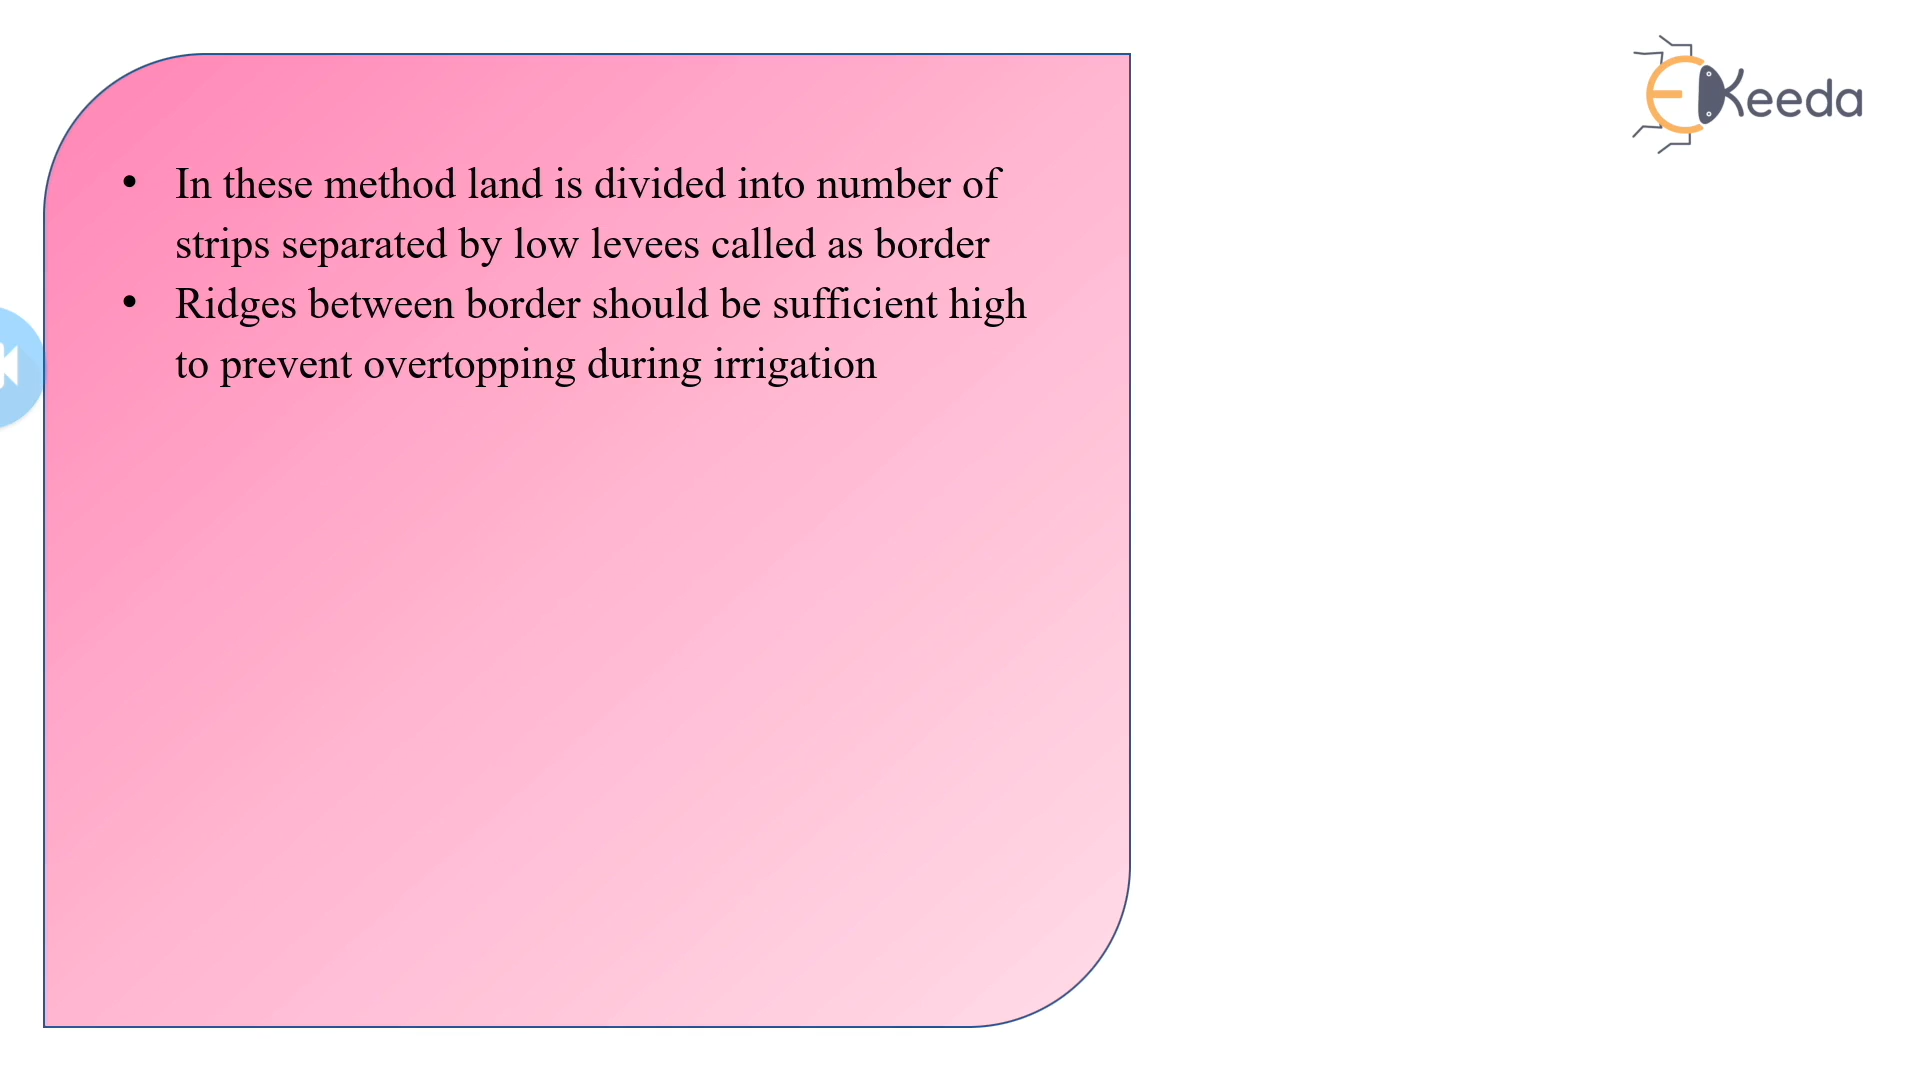 EKeeda
• In these method land is divided into number of
strips separated by low levees called as border
• Ridges between border should be sufficient high
to prevent overtopping during irrigation